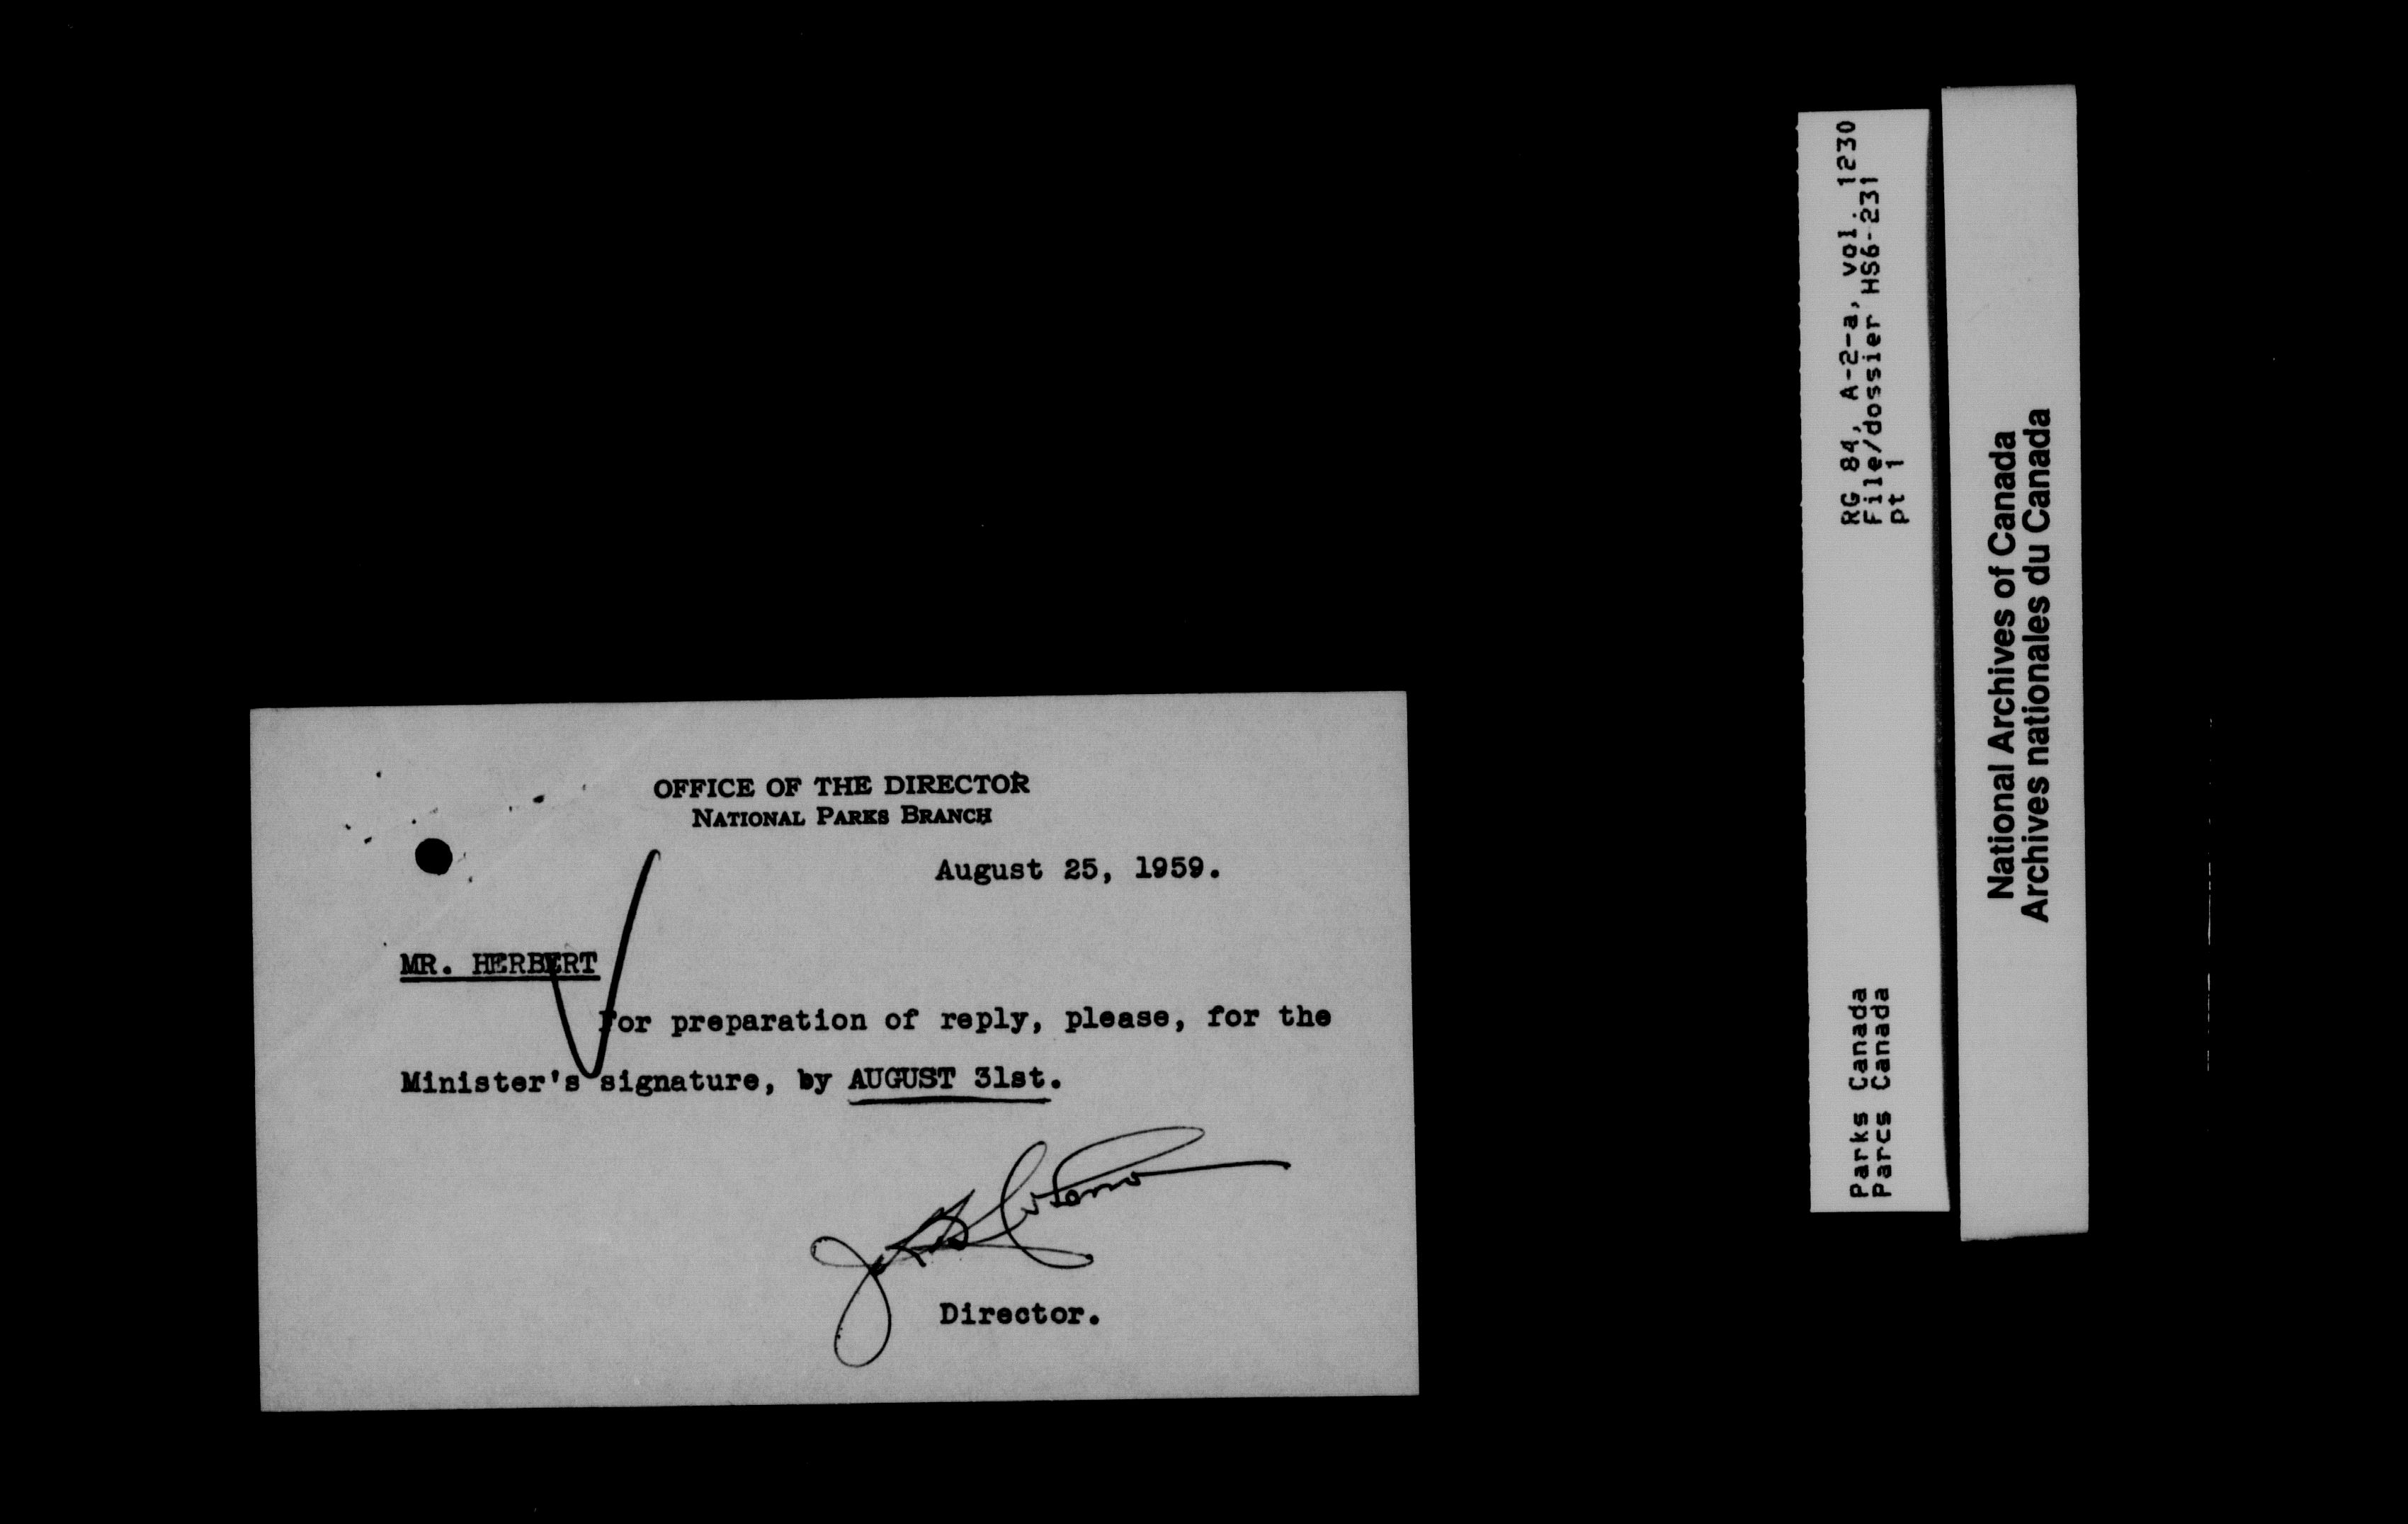 OFFICE OF THE DIRECTOR
NATIONAL PARKS BRANCH
August 25, 1959.
MR. HERBERT
For preparation of reply, please, for the
Minister's signature, by AUGUST 31st.
Director.
RG 84, A-2-a, vol. 1230
File/dossier HS6-231
pt 1
Parks Canada
Parcs Canada
National Archives of Canada
Archives nationales du Canada